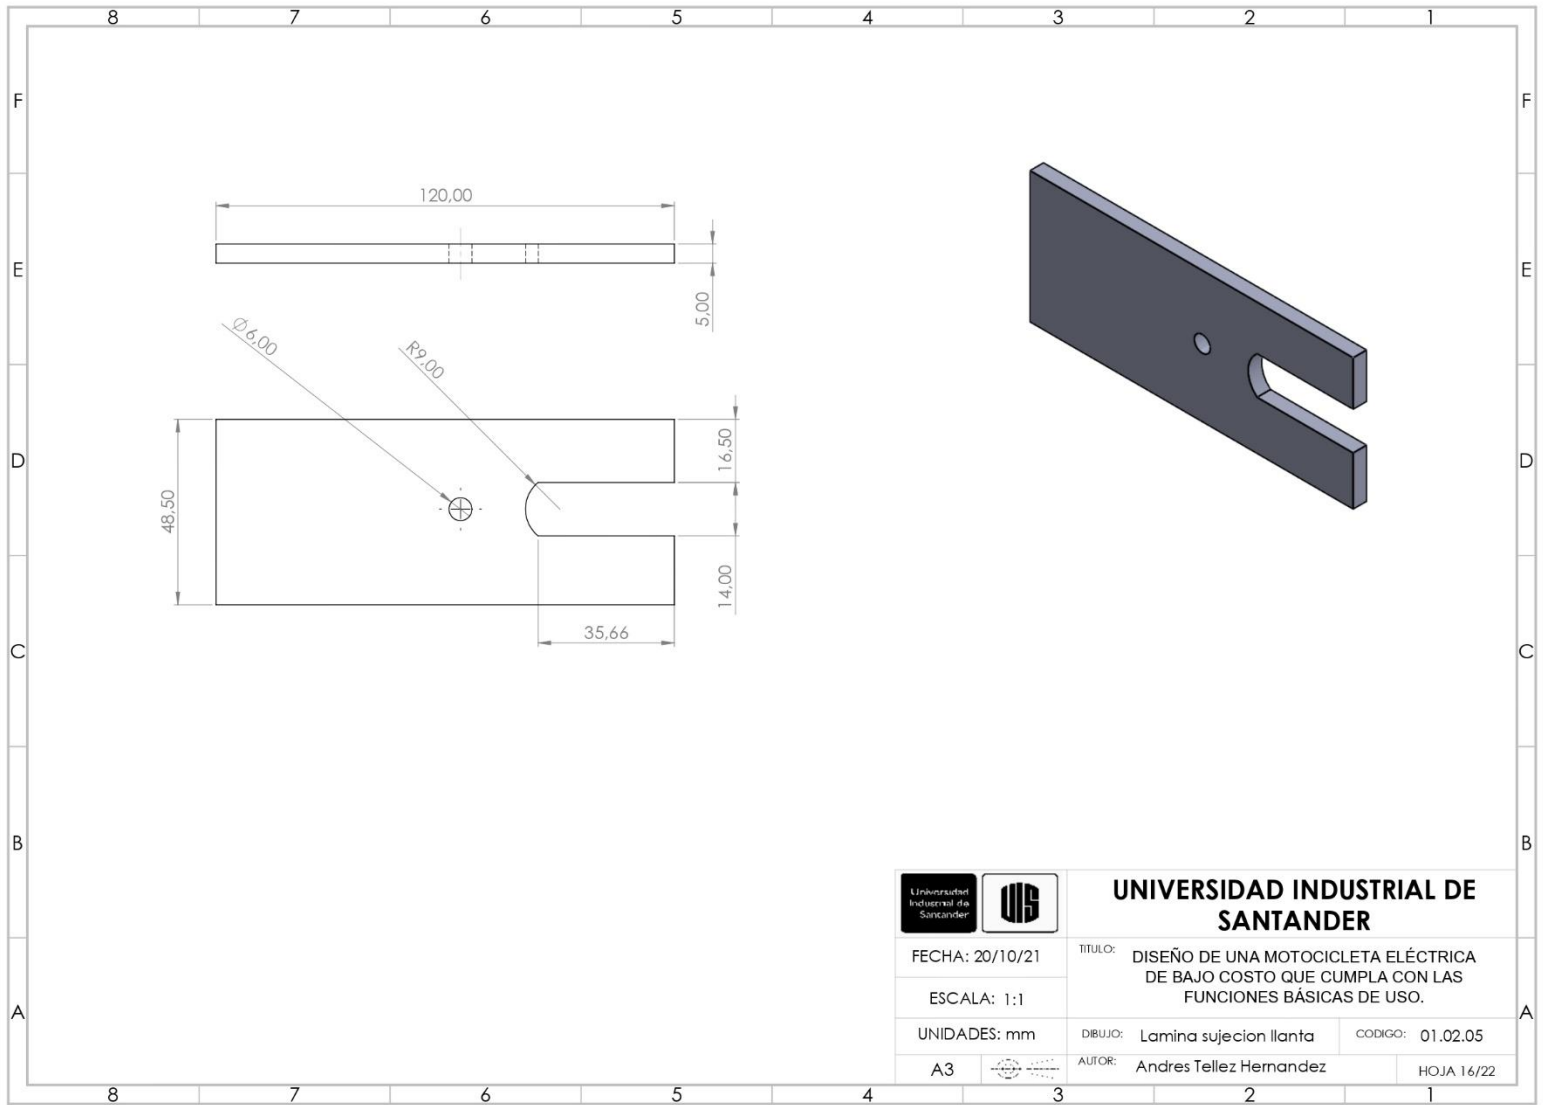 8 7 6 5 4 3 2 1
F F
120,00
E E
5,00
Ø6,00
R9,00
16,50
D D
48,50
14,00
35,66
C C
B B
Universidad
Industrial de
Santander
UIS
UNIVERSIDAD INDUSTRIAL DE
SANTANDER
FECHA: 20/10/21
TITULO: DISEÑO DE UNA MOTOCICLETA ELÉCTRICA
DE BAJO COSTO QUE CUMPLA CON LAS
FUNCIONES BÁSICAS DE USO.
ESCALA: 1:1
A A
UNIDADES: mm
DIBUJO: Lamina sujecion llanta
CODIGO: 01.02.05
A3
AUTOR: Andres Tellez Hernandez
HOJA 16/22
8 7 6 5 4 3 2 1